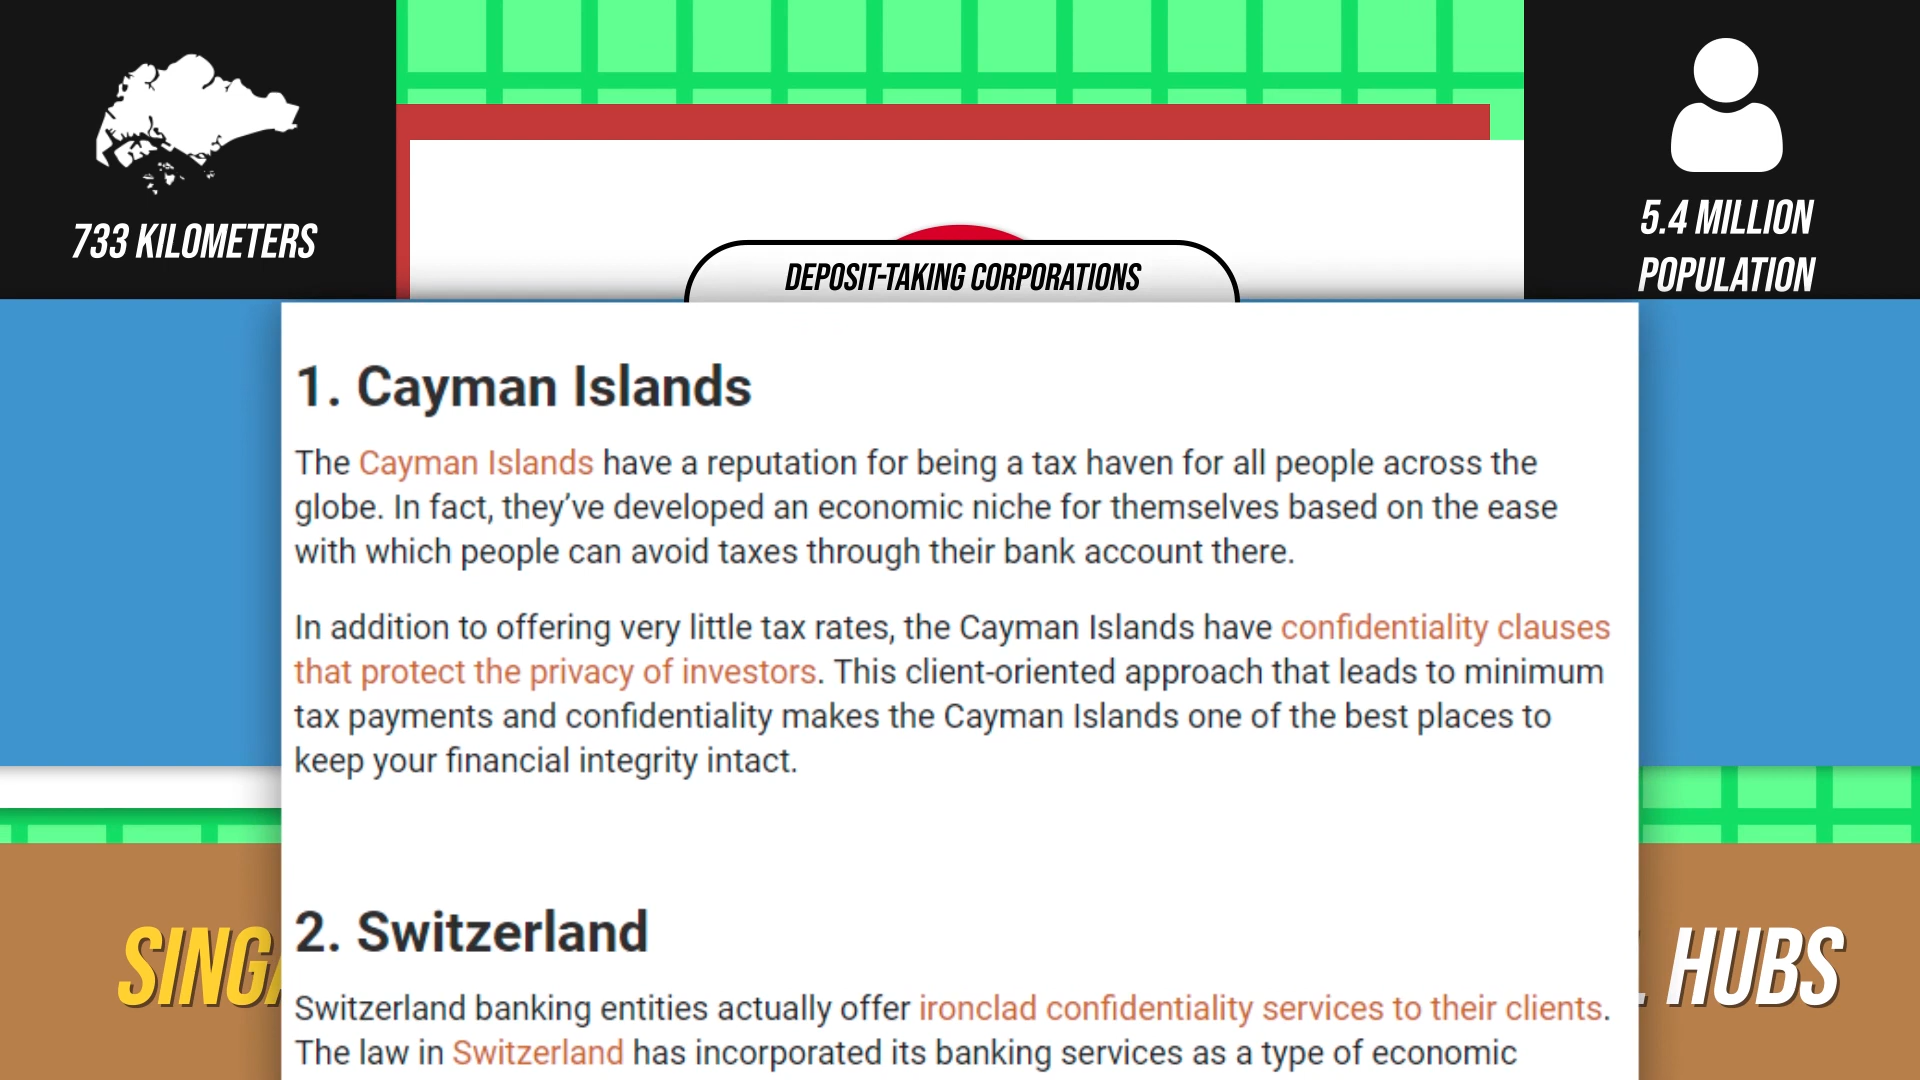 733 KILOMETERS
5.4 MILLION
POPULATION
DEPOSIT-TAKING CORPORATIONS
1. Cayman Islands
The Cayman Islands have a reputation for being a tax haven for all people across the
globe. In fact, they’ve developed an economic niche for themselves based on the ease
with which people can avoid taxes through their bank account there.
In addition to offering very little tax rates, the Cayman Islands have confidentiality clauses
that protect the privacy of investors. This client-oriented approach that leads to minimum
tax payments and confidentiality makes the Cayman Islands one of the best places to
keep your financial integrity intact.
2. Switzerland
Switzerland banking entities actually offer ironclad confidentiality services to their clients.
The law in Switzerland has incorporated its banking services as a type of economic
HUBS